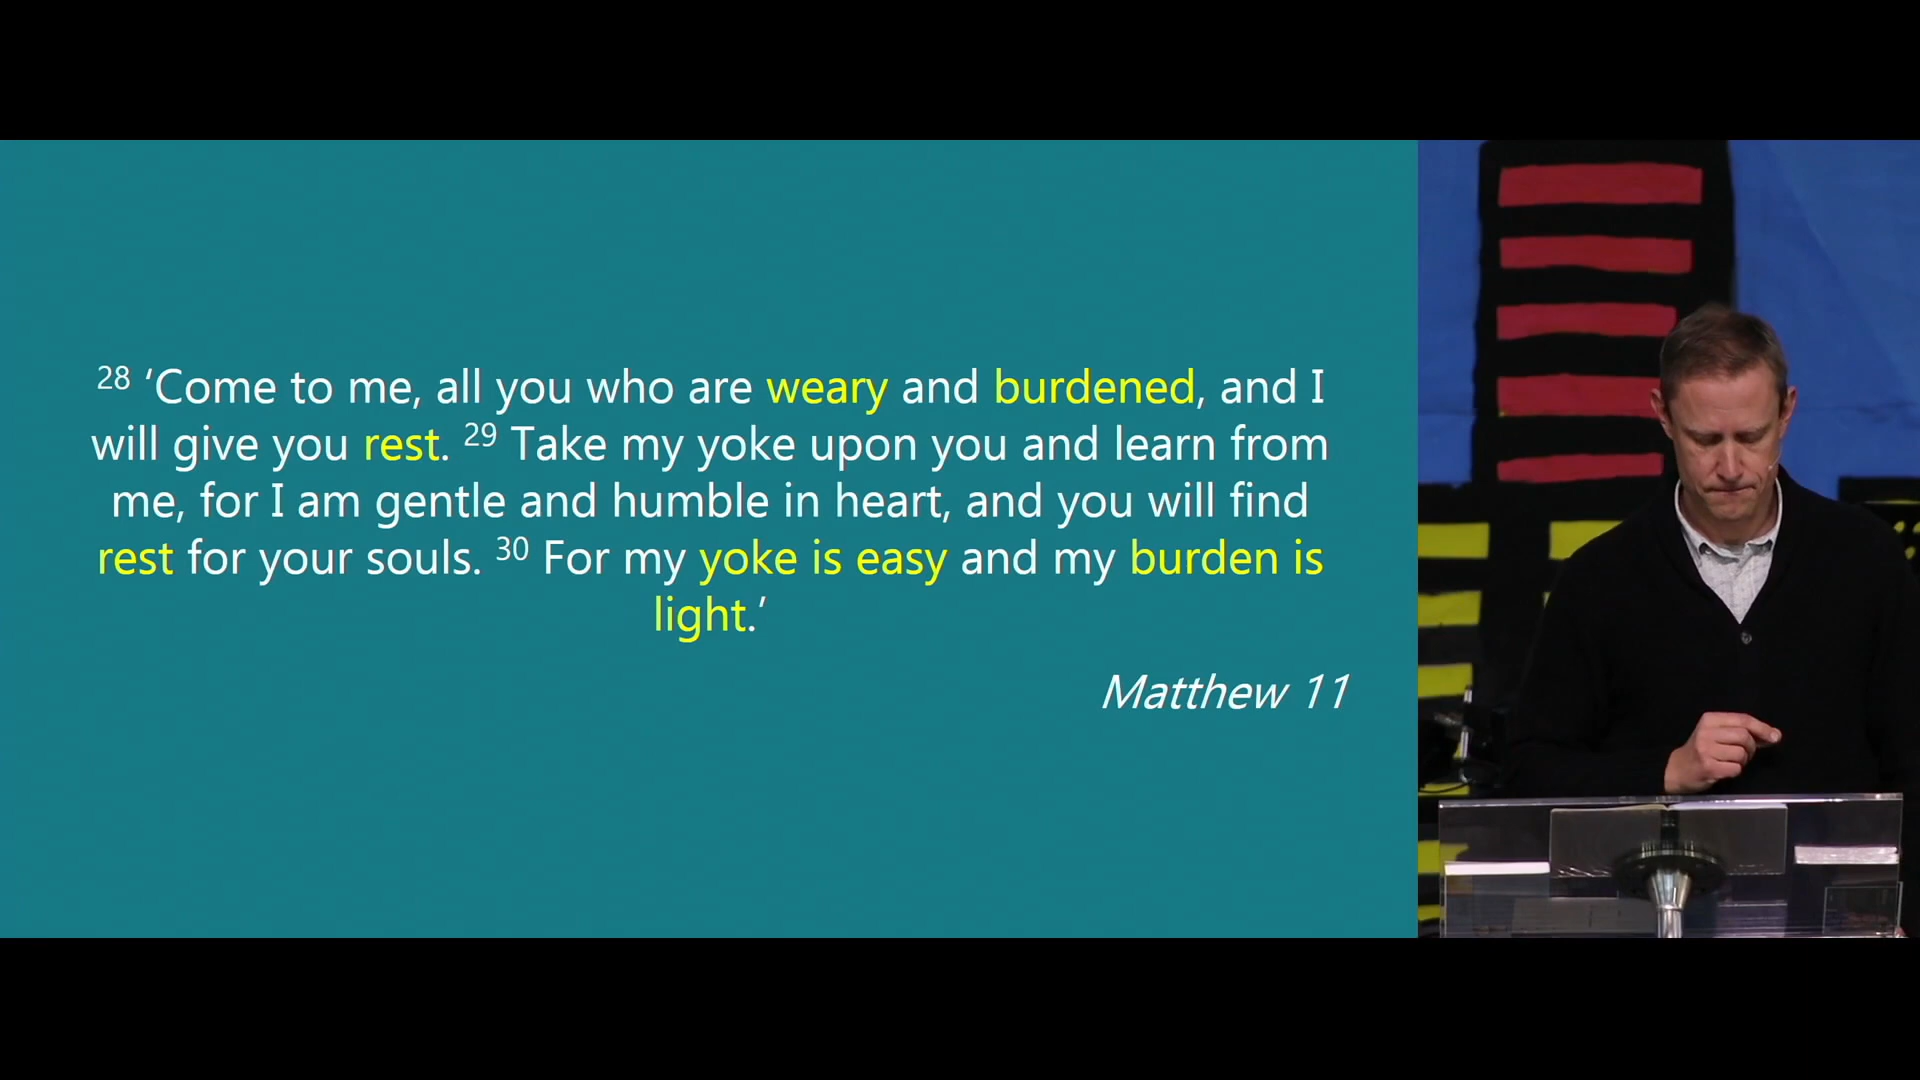 28 ‘Come to me, all you who are weary and burdened, and I
will give you rest. 29 Take my yoke upon you and learn from
me, for I am gentle and humble in heart, and you will find
rest for your souls. 30 For my yoke is easy and my burden is
light.’
Matthew 11